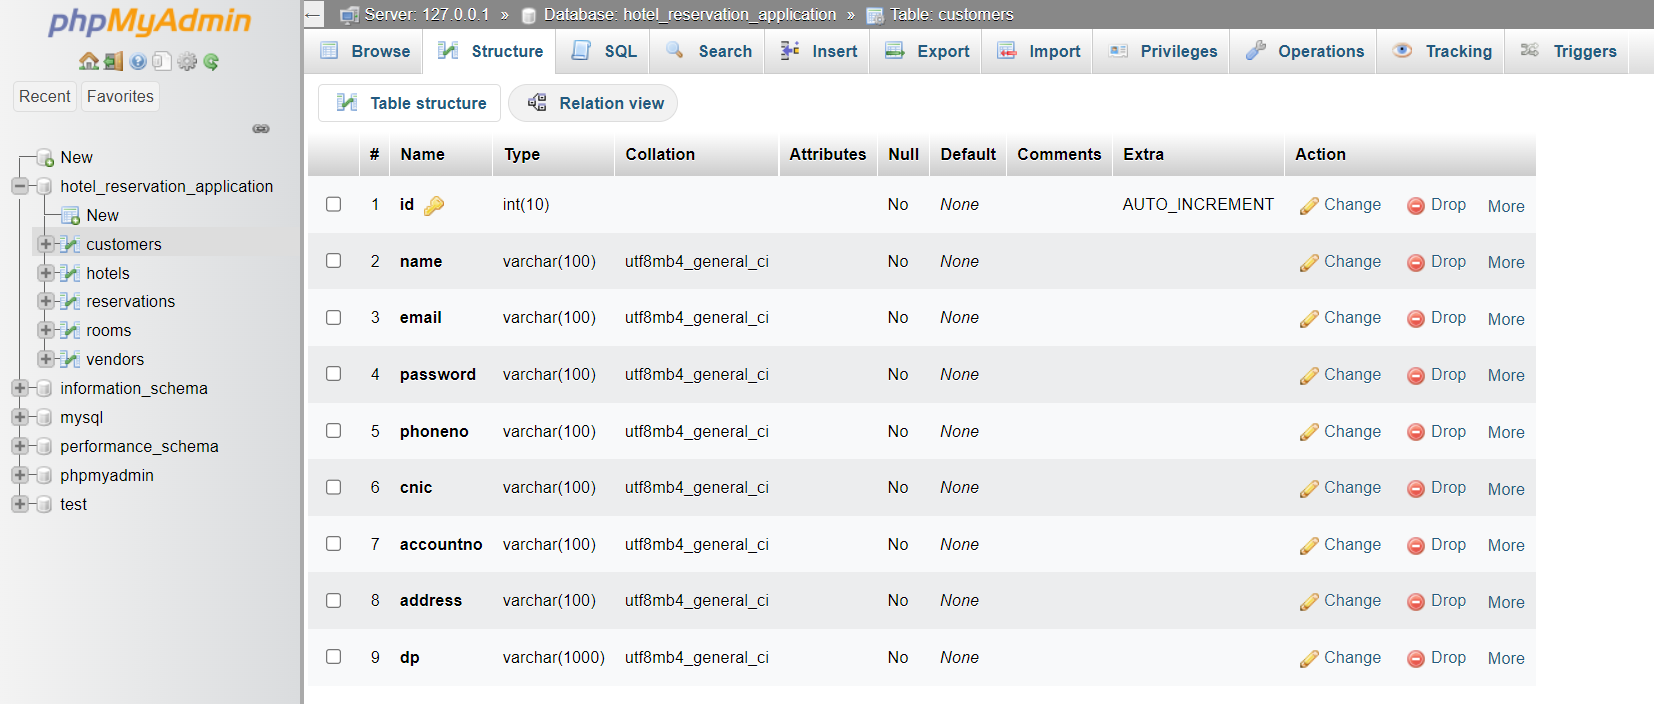 phpMyAdmin
Recent Favorites
New
hotel_reservation_application
New
customers
hotels
reservations
rooms
vendors
information_schema
mysql
performance_schema
phpmyadmin
test
← Server: 127.0.0.1 » Database: hotel_reservation_application » Table: customers
Browse Structure SQL Search Insert Export Import Privileges Operations Tracking Triggers
Table structure Relation view
# Name Type Collation Attributes Null Default Comments Extra Action
1 id int(10) No None AUTO_INCREMENT Change Drop More
2 name varchar(100) utf8mb4_general_ci No None Change Drop More
3 email varchar(100) utf8mb4_general_ci No None Change Drop More
4 password varchar(100) utf8mb4_general_ci No None Change Drop More
5 phoneno varchar(100) utf8mb4_general_ci No None Change Drop More
6 cnic varchar(100) utf8mb4_general_ci No None Change Drop More
7 accountno varchar(100) utf8mb4_general_ci No None Change Drop More
8 address varchar(100) utf8mb4_general_ci No None Change Drop More
9 dp varchar(1000) utf8mb4_general_ci No None Change Drop More